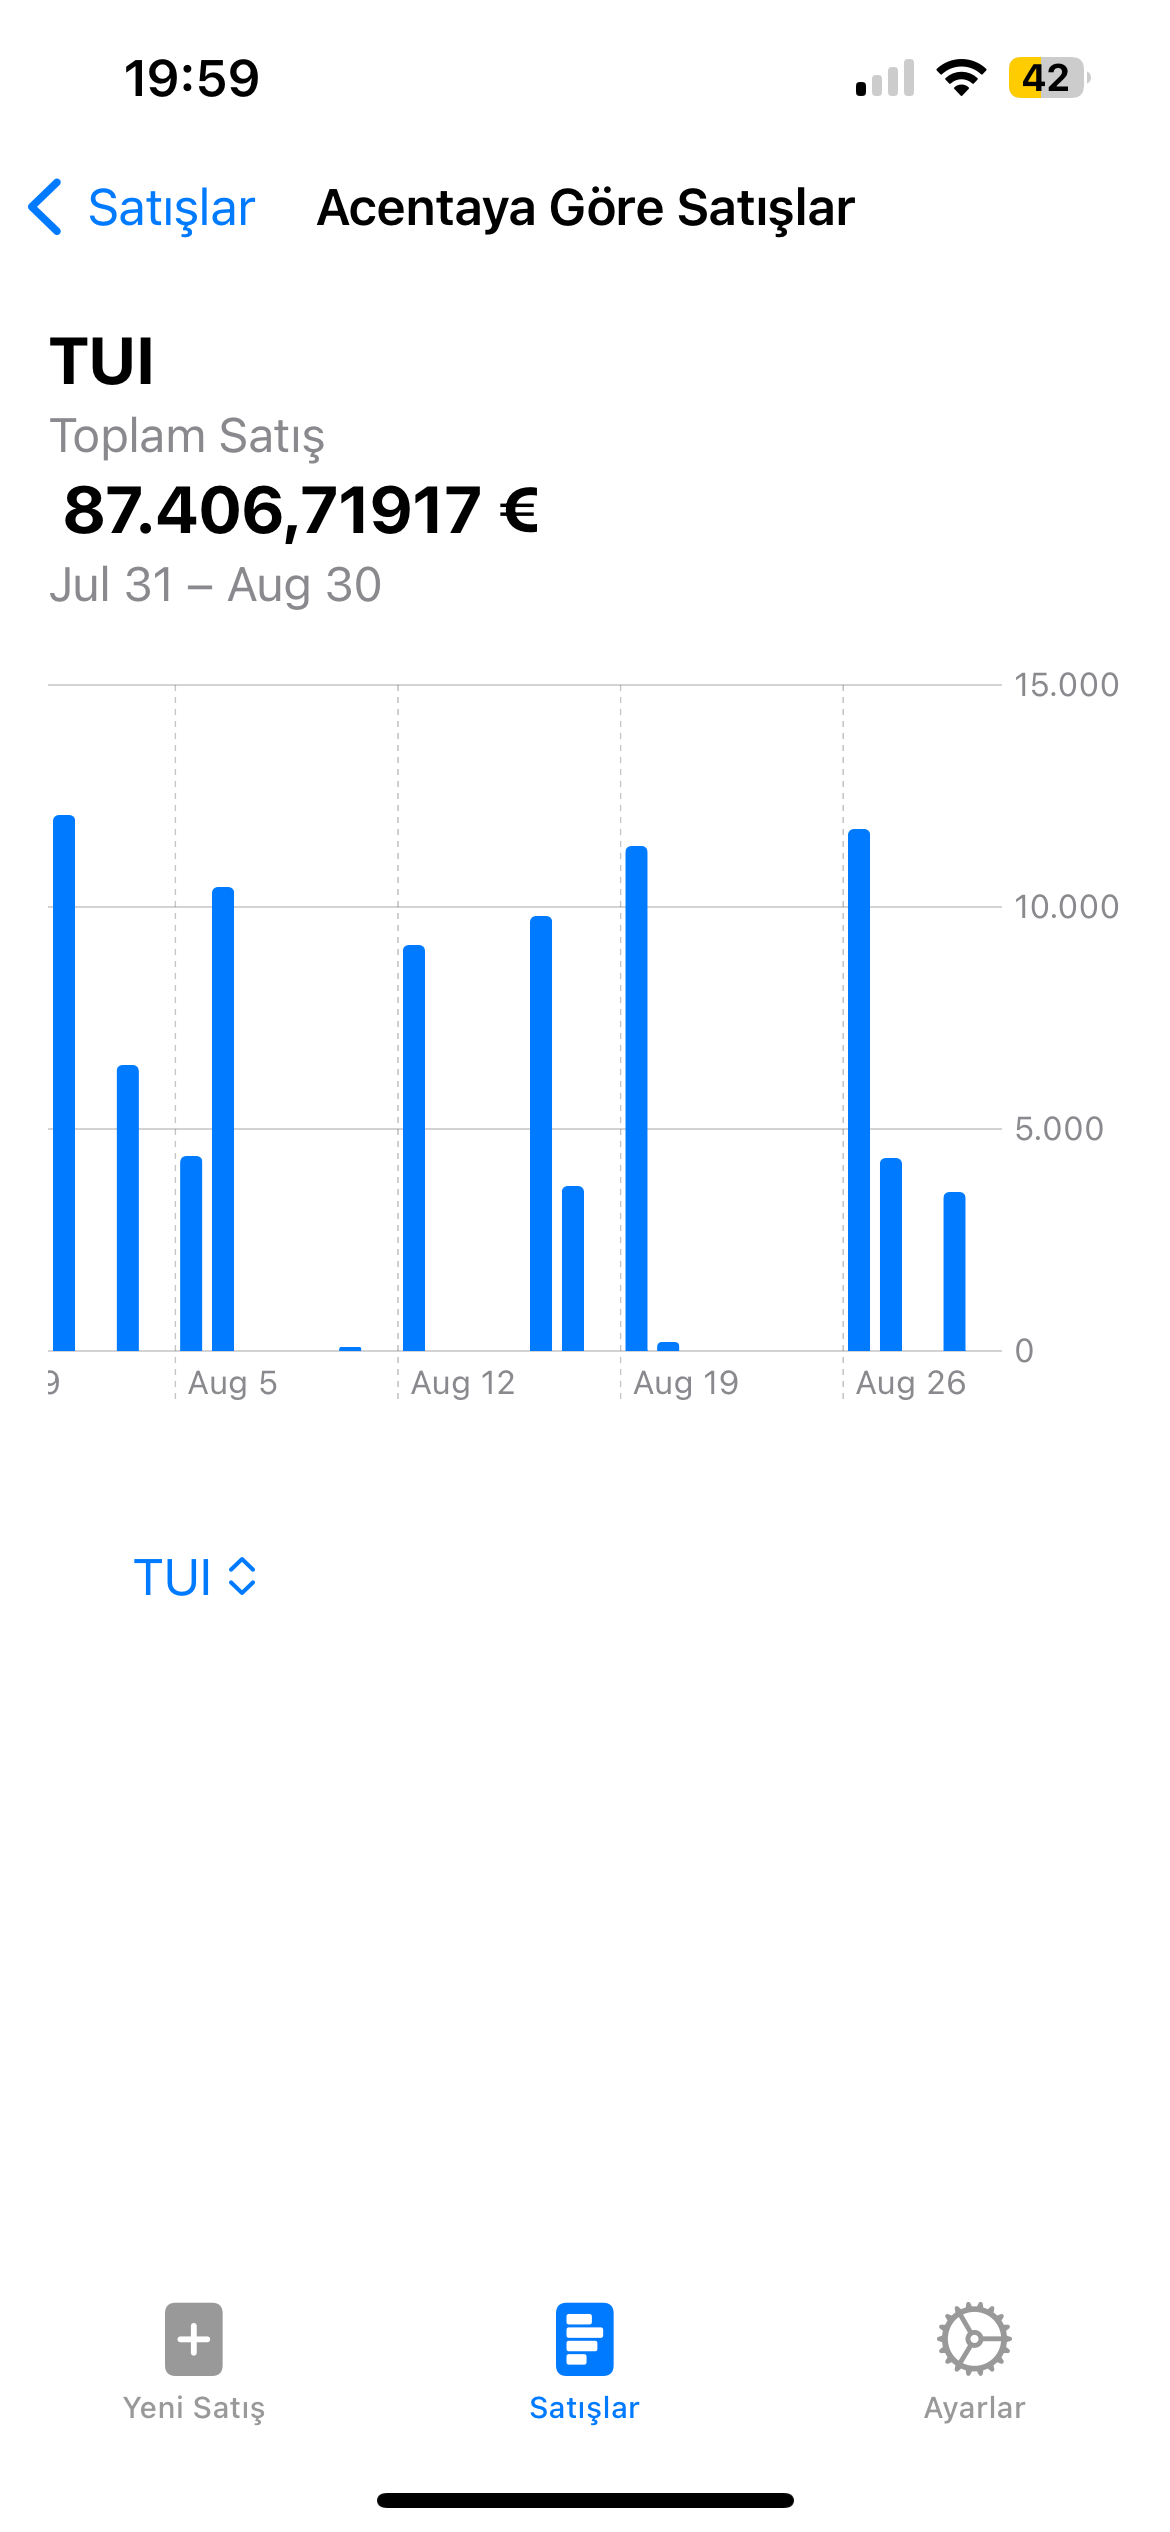 19:59
42
Satışlar
Acentaya Göre Satışlar
TUI
Toplam Satış
87.406,71917 €
Jul 31 – Aug 30
15.000
10.000
5.000
0
9
Aug 5
Aug 12
Aug 19
Aug 26
TUI
Yeni Satış
Satışlar
Ayarlar